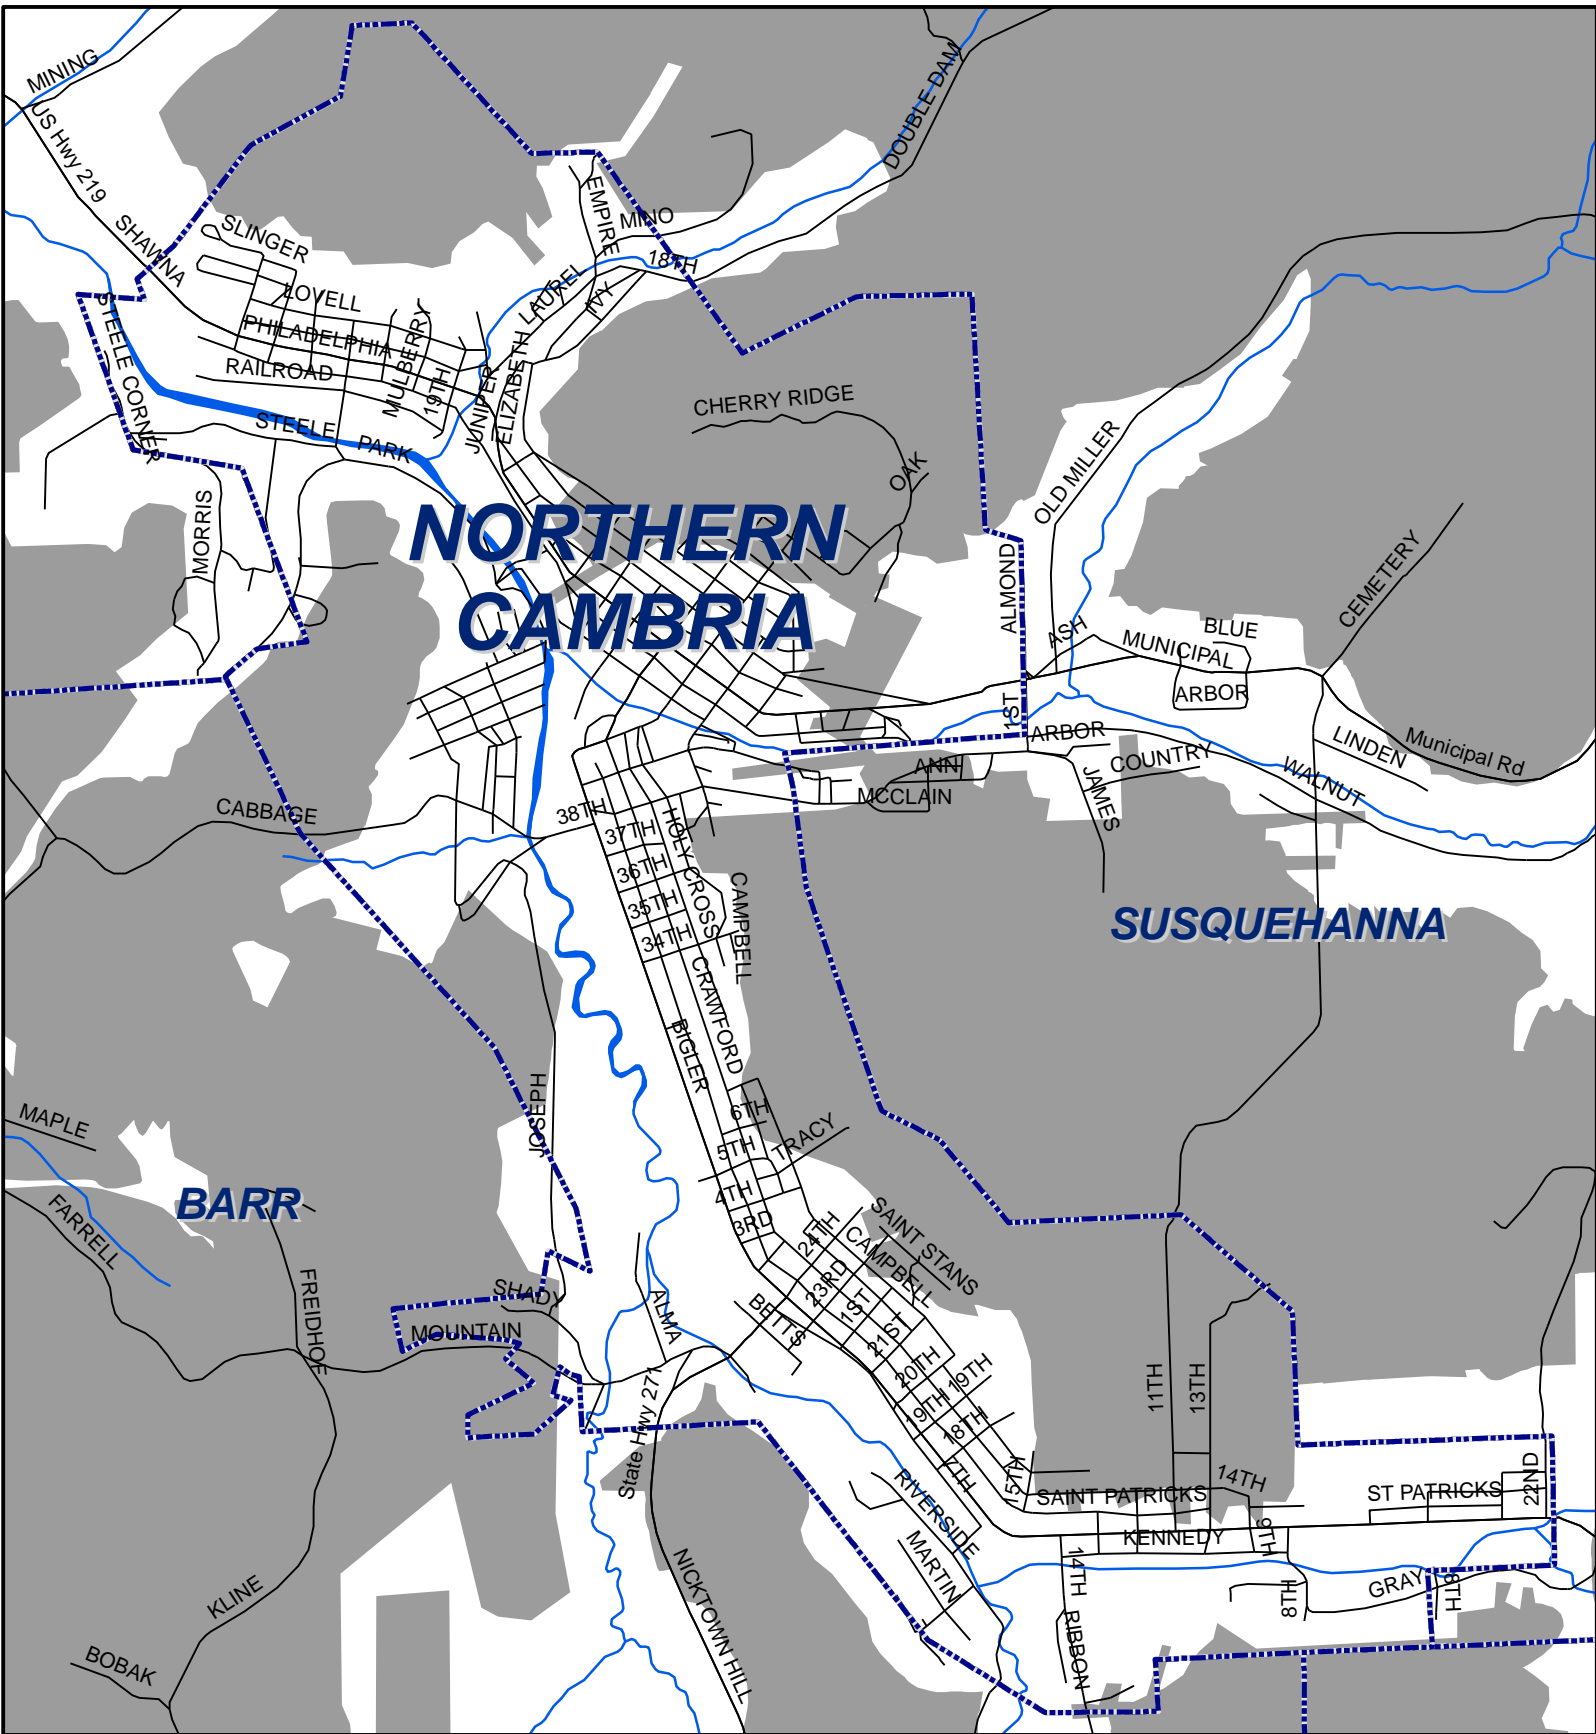 MINING
US Hwy 219
SHAWNA
SLINGER
LOVELL
PHILADELPHIA
RAILROAD
MULBERRY
19TH
STEELE CORNER
STEELE PARK
JUNIPER
ELIZABETH
LAUREL
IVY
EMPIRE
MINO
18TH
DOUBLE DAM
CHERRY RIDGE
OAK
OLD MILLER
MORRIS
NORTHERN
CAMBRIA
ALMOND
ASH
MUNICIPAL
BLUE
ARBOR
CEMETERY
1ST
ARBOR
ANN
MCCLAIN
COUNTRY
JAMES
WALNUT
LINDEN
Municipal Rd
CABBAGE
38TH
37TH
36TH
35TH
34TH
HOLY CROSS
CAMPBELL
CRAWFORD
BIGLER
SUSQUEHANNA
JOSEPH
6TH
5TH
TRACY
4TH
3RD
MAPLE
FARRELL
BARR
FREIDHOF
SHADY
MOUNTAIN
ALMA
BETTS
24TH
23RD
1ST
CAMPBELL
SAINT STANS
21ST
20TH
19TH
19TH
18TH
7TH
15TH
State Hwy 271
RIVERSIDE
MARTIN
NICKTOWN HILL
KLINE
BOBAK
11TH
13TH
14TH
SAINT PATRICKS
KENNEDY
9TH
ST PATRICKS
22ND
14TH
RIBBON
8TH
GRAY
8TH